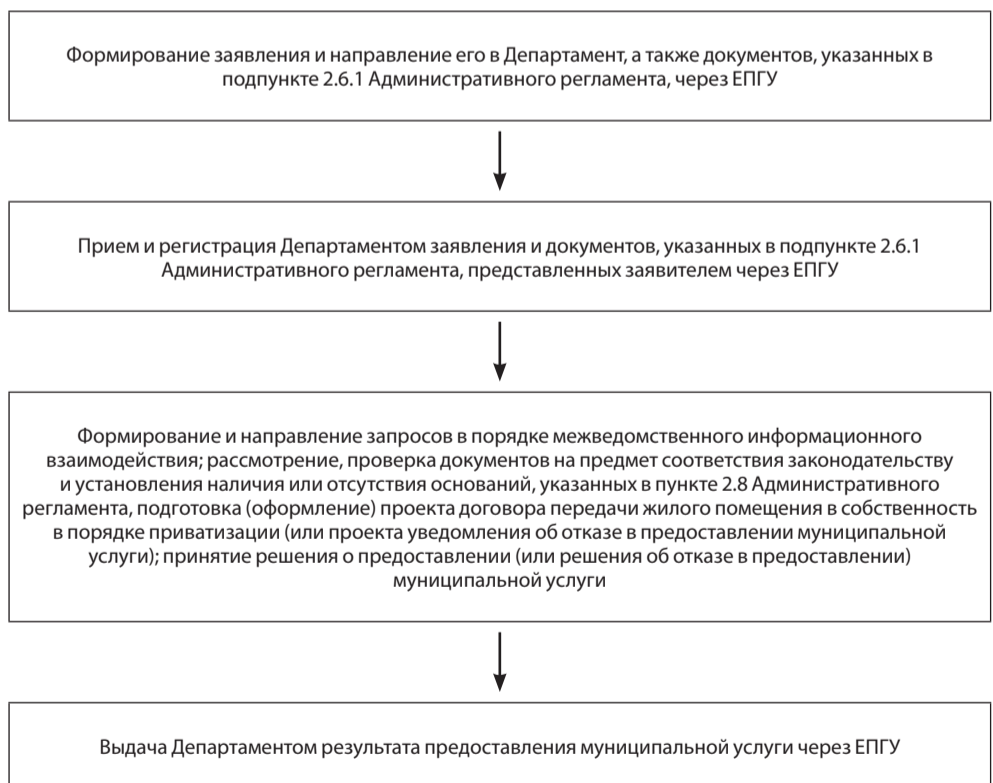 Формирование заявления и направление его в Департамент, а также документов, указанных в
подпункте 2.6.1 Административного регламента, через ЕПГУ
Прием и регистрация Департаментом заявления и документов, указанных в подпункте 2.6.1
Административного регламента, представленных заявителем через ЕПГУ
Формирование и направление запросов в порядке межведомственного информационного
взаимодействия; рассмотрение, проверка документов на предмет соответствия законодательству
и установления наличия или отсутствия оснований, указанных в пункте 2.8 Административного
регламента, подготовка (оформление) проекта договора передачи жилого помещения в собственность
в порядке приватизации (или проекта уведомления об отказе в предоставлении муниципальной
услуги); принятие решения о предоставлении (или решения об отказе в предоставлении)
муниципальной услуги
Выдача Департаментом результата предоставления муниципальной услуги через ЕПГУ